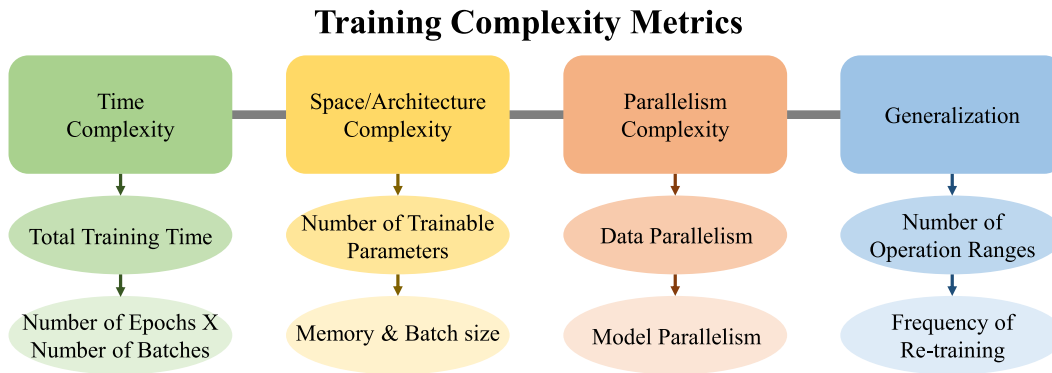 Training Complexity Metrics
Time
Complexity
Space/Architecture
Complexity
Parallelism
Complexity
Generalization
Total Training Time
Number of Trainable
Parameters
Data Parallelism
Number of
Operation Ranges
Number of Epochs X
Number of Batches
Memory & Batch size
Model Parallelism
Frequency of
Re-training